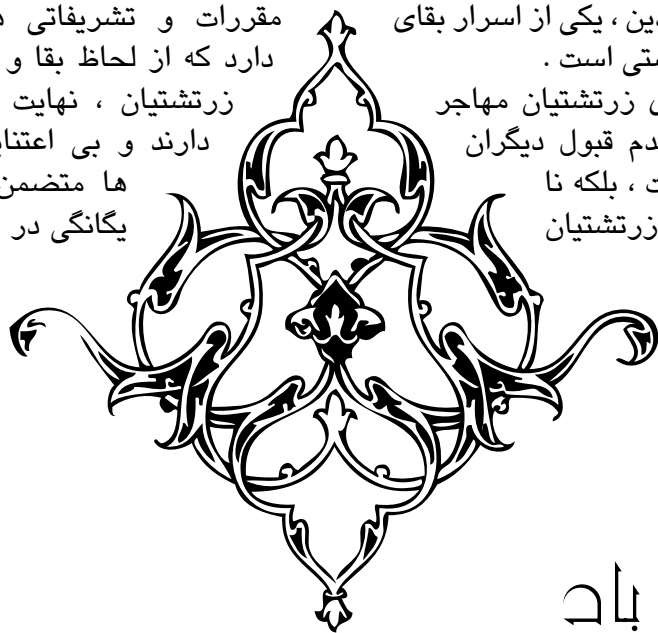 دین ، یکی از اسرار بقای
ستی است .
ی زرتشتیان مهاجر
دم قبول دیگران
ت ، بلکه نا
زرتشتیان
مقررات و تشریفاتی
دارد که از لحاظ بقا و
زرتشتیان ، نهایت
دارند و بی اعتنا
ها متضمن
یگانگی در
باد